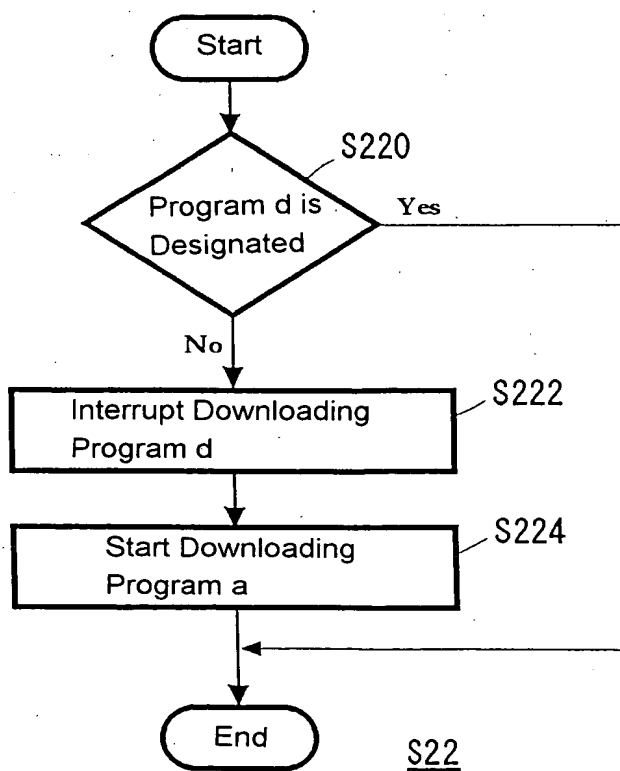 Start
S220
Program d is
Designated
Yes
No
Interrupt Downloading
Program d
S222
Start Downloading
Program a
S224
End
S22